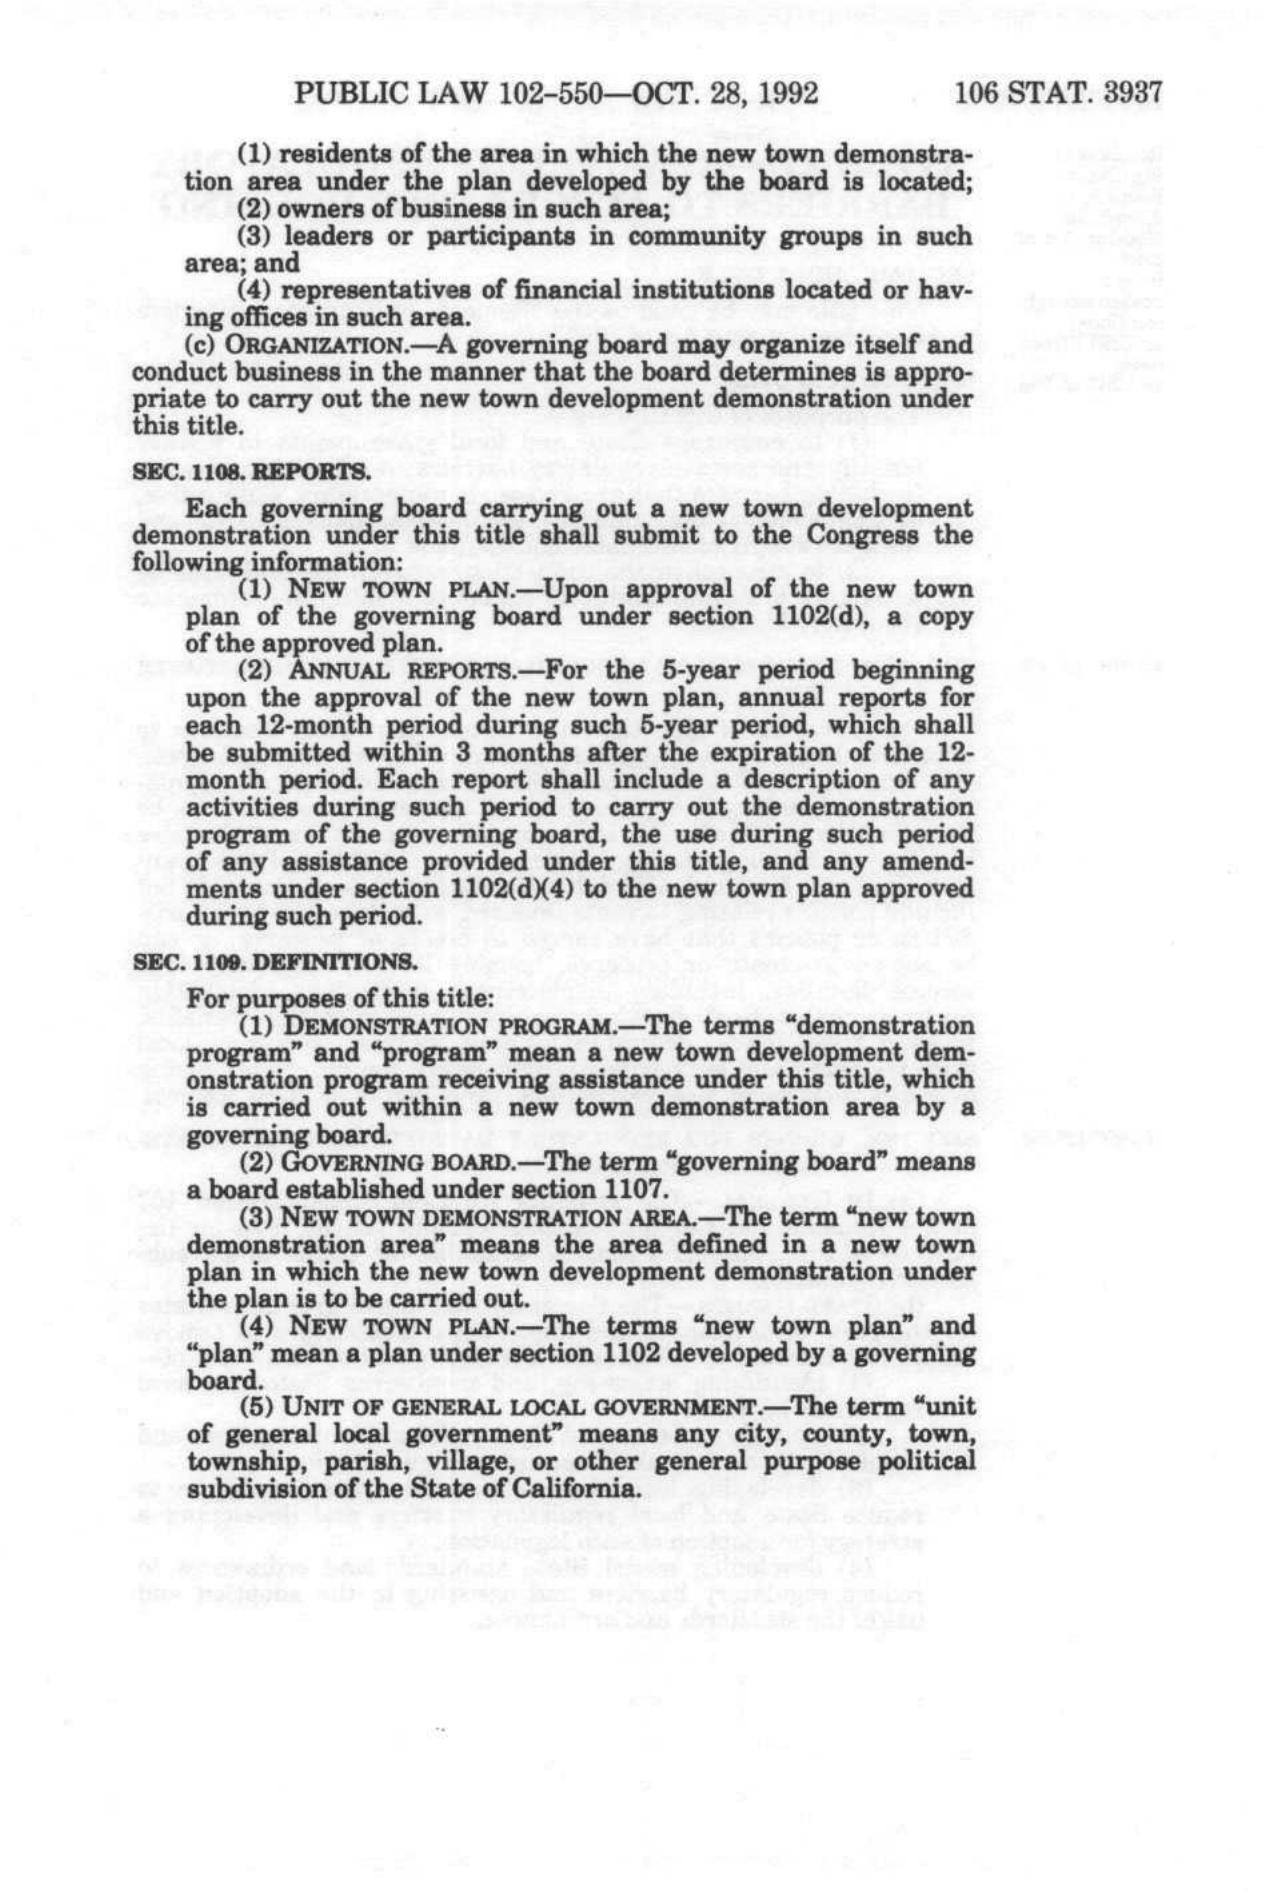 PUBLIC LAW 102-550—OCT. 28, 1992 106 STAT. 3937
(1) residents of the area in which the new town demonstra-
tion area under the plan developed by the board is located;
(2) owners of business in such area;
(3) leaders or participants in community groups in such
area; and
(4) representatives of financial institutions located or hav-
ing offices in such area.
(c) ORGANIZATION.—A governing board may organize itself and
conduct business in the manner that the board determines is appro-
priate to carry out the new town development demonstration under
this title.
SEC. 1108. REPORTS.
Each governing board carrying out a new town development
demonstration under this title shall submit to the Congress the
following information:
(1) NEW TOWN PLAN.—Upon approval of the new town
plan of the governing board under section 1102(d), a copy
of the approved plan.
(2) ANNUAL REPORTS.—For the 5-year period beginning
upon the approval of the new town plan, annual reports for
each 12-month period during such 5-year period, which shall
be submitted within 3 months after the expiration of the 12-
month period. Each report shall include a description of any
activities during such period to carry out the demonstration
program of the governing board, the use during such period
of any assistance provided under this title, and any amend-
ments under section 1102(d)(4) to the new town plan approved
during such period.
SEC. 1109. DEFINITIONS.
For purposes of this title:
(1) DEMONSTRATION PROGRAM.—The terms “demonstration
program” and “program” mean a new town development dem-
onstration program receiving assistance under this title, which
is carried out within a new town demonstration area by a
governing board.
(2) GOVERNING BOARD.—The term “governing board” means
a board established under section 1107.
(3) NEW TOWN DEMONSTRATION AREA.—The term “new town
demonstration area” means the area defined in a new town
plan in which the new town development demonstration under
the plan is to be carried out.
(4) NEW TOWN PLAN.—The terms “new town plan” and
“plan” mean a plan under section 1102 developed by a governing
board.
(5) UNIT OF GENERAL LOCAL GOVERNMENT.—The term “unit
of general local government” means any city, county, town,
township, parish, village, or other general purpose political
subdivision of the State of California.